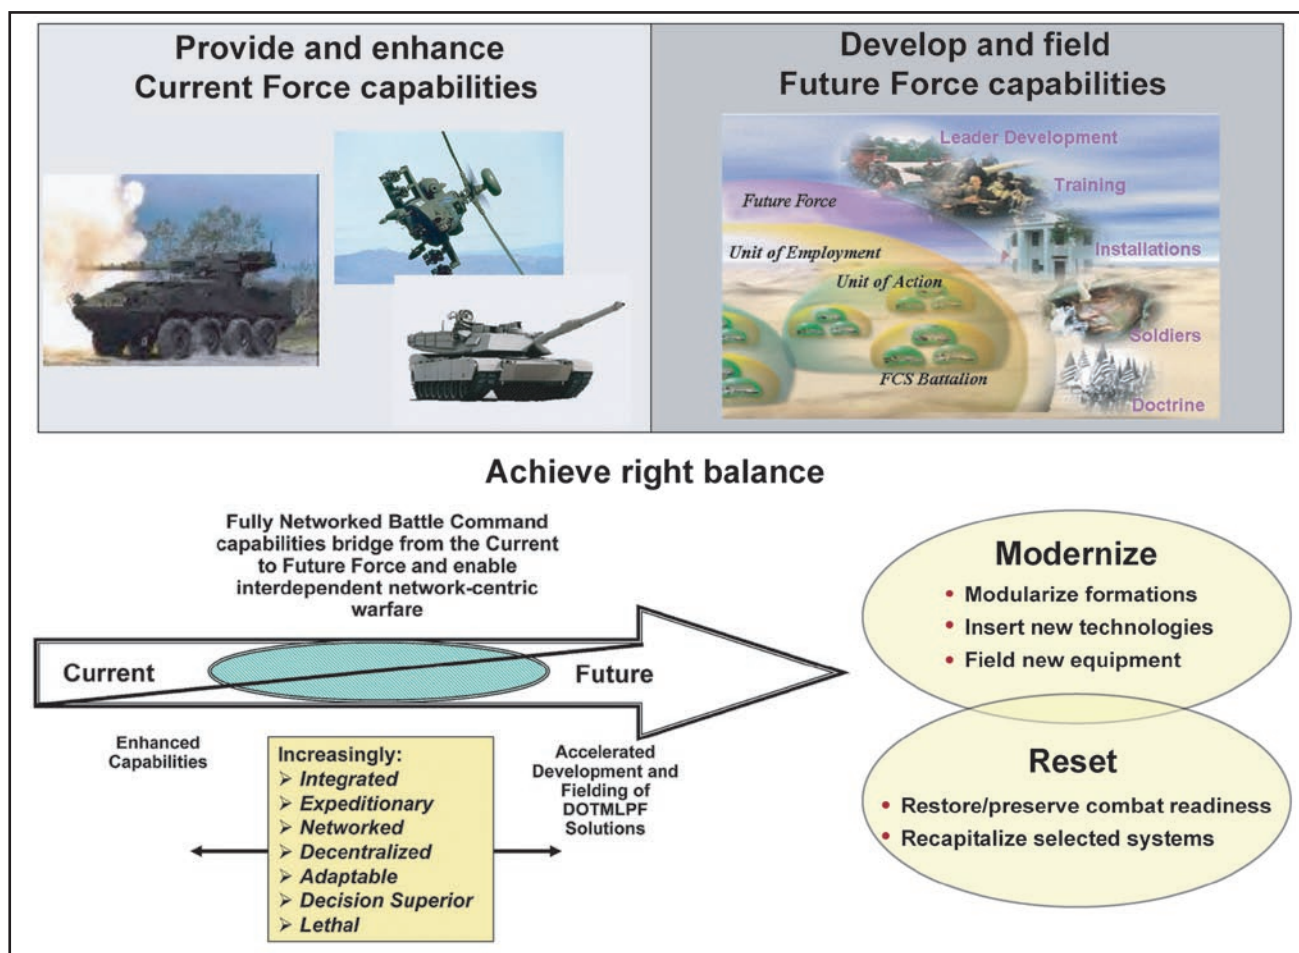 Provide and enhance
Current Force capabilities
Develop and field
Future Force capabilities
Leader Development
Training
Future Force
Installations
Unit of Employment
Unit of Action
Soldiers
FCS Battalion
Doctrine
Achieve right balance
Fully Networked Battle Command
capabilities bridge from the Current
to Future Force and enable
interdependent network-centric
warfare
Current
Future
Enhanced
Capabilities
Increasingly:
➢ Integrated
➢ Expeditionary
➢ Networked
➢ Decentralized
➢ Adaptable
➢ Decision Superior
➢ Lethal
Accelerated
Development and
Fielding of
DOTMLPF
Solutions
Modernize
• Modularize formations
• Insert new technologies
• Field new equipment
Reset
• Restore/preserve combat readiness
• Recapitalize selected systems